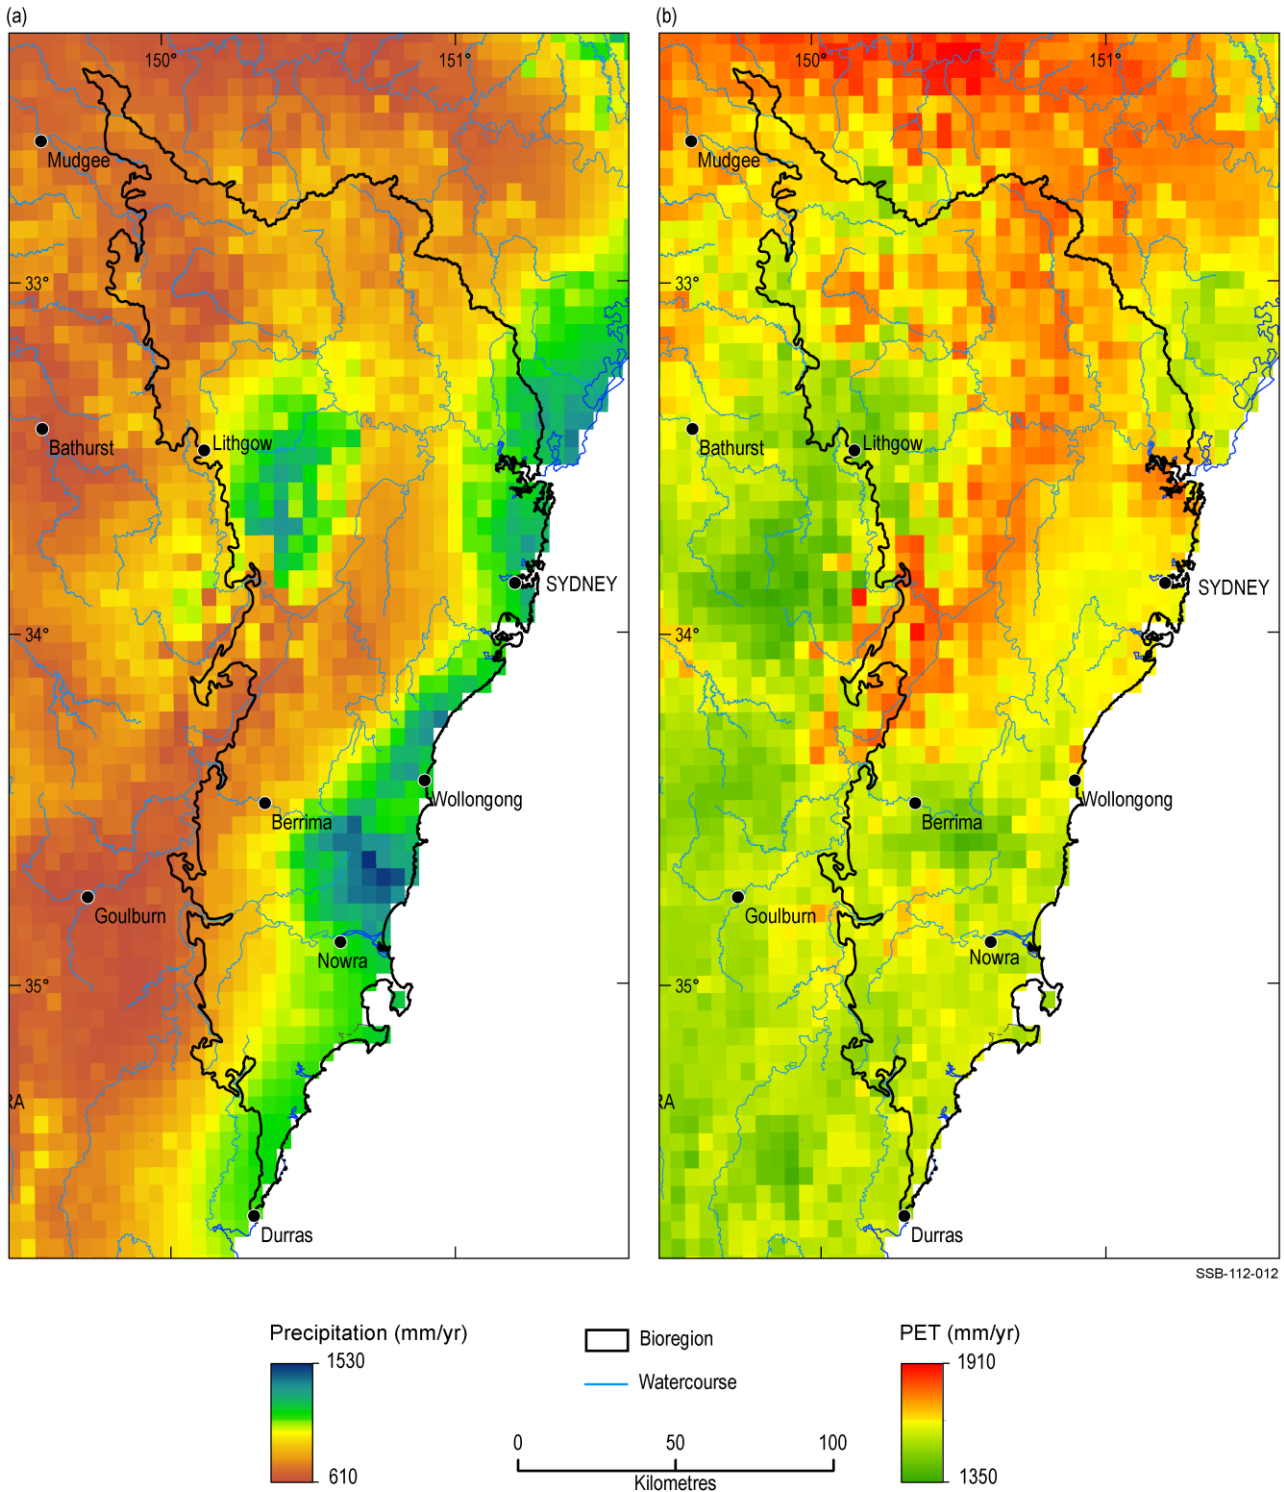 (a)
(b)
150°
151°
150°
151°
Mudgee
Mudgee
33°
33°
Bathurst
Lithgow
Bathurst
Lithgow
SYDNEY
SYDNEY
34°
34°
Wollongong
Berrima
Wollongong
Berrima
Goulburn
Goulburn
Nowra
Nowra
35°
35°
RA
RA
Durras
Durras
SSB-112-012
Precipitation (mm/yr)
1530
610
Bioregion
Watercourse
0 50 100
Kilometres
PET (mm/yr)
1910
1350